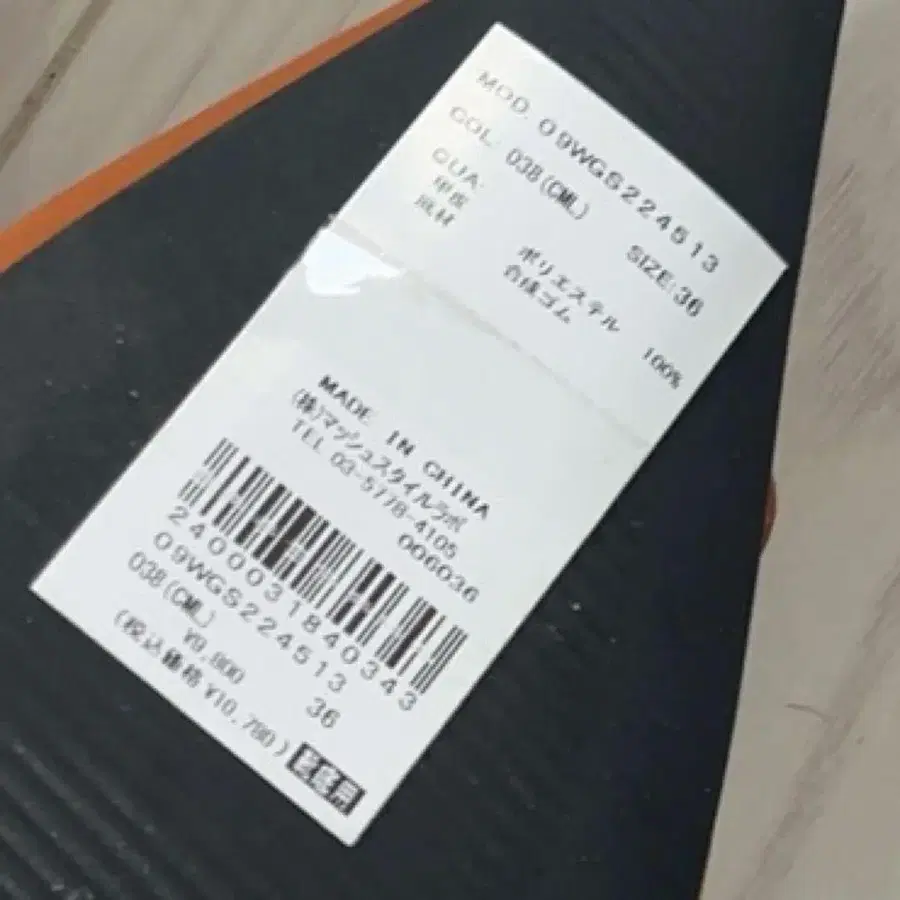 MOD. 09WGS224513
COL. 038(CML) SIZE:36
QUA:
甲皮 ポリエステル 100%
底材 合成ゴム
MADE IN CHINA
(株)マッシュスタイルラボ
TEL 03-5778-4105
006036
2400031840343
09WGS224513
038(CML) 36
¥9,800
(税込価格¥10,780)